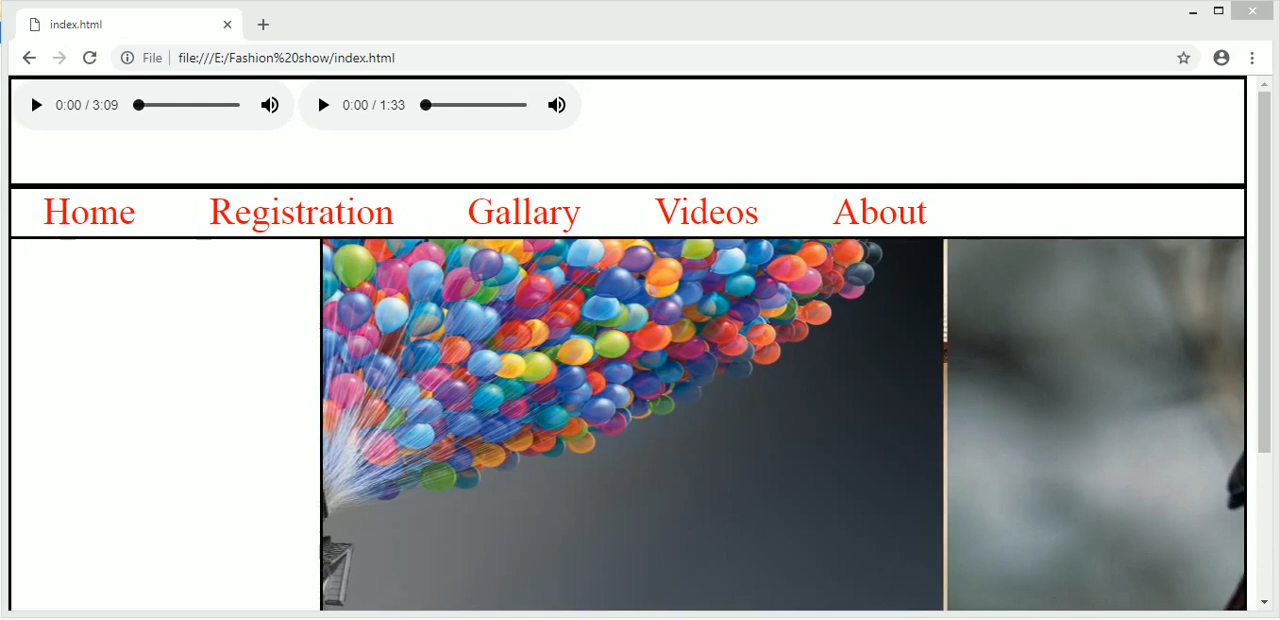 index.html
File file:///E:/Fashion%20show/index.html
0:00 / 3:09 0:00 / 1:33
Home Registration Gallary Videos About